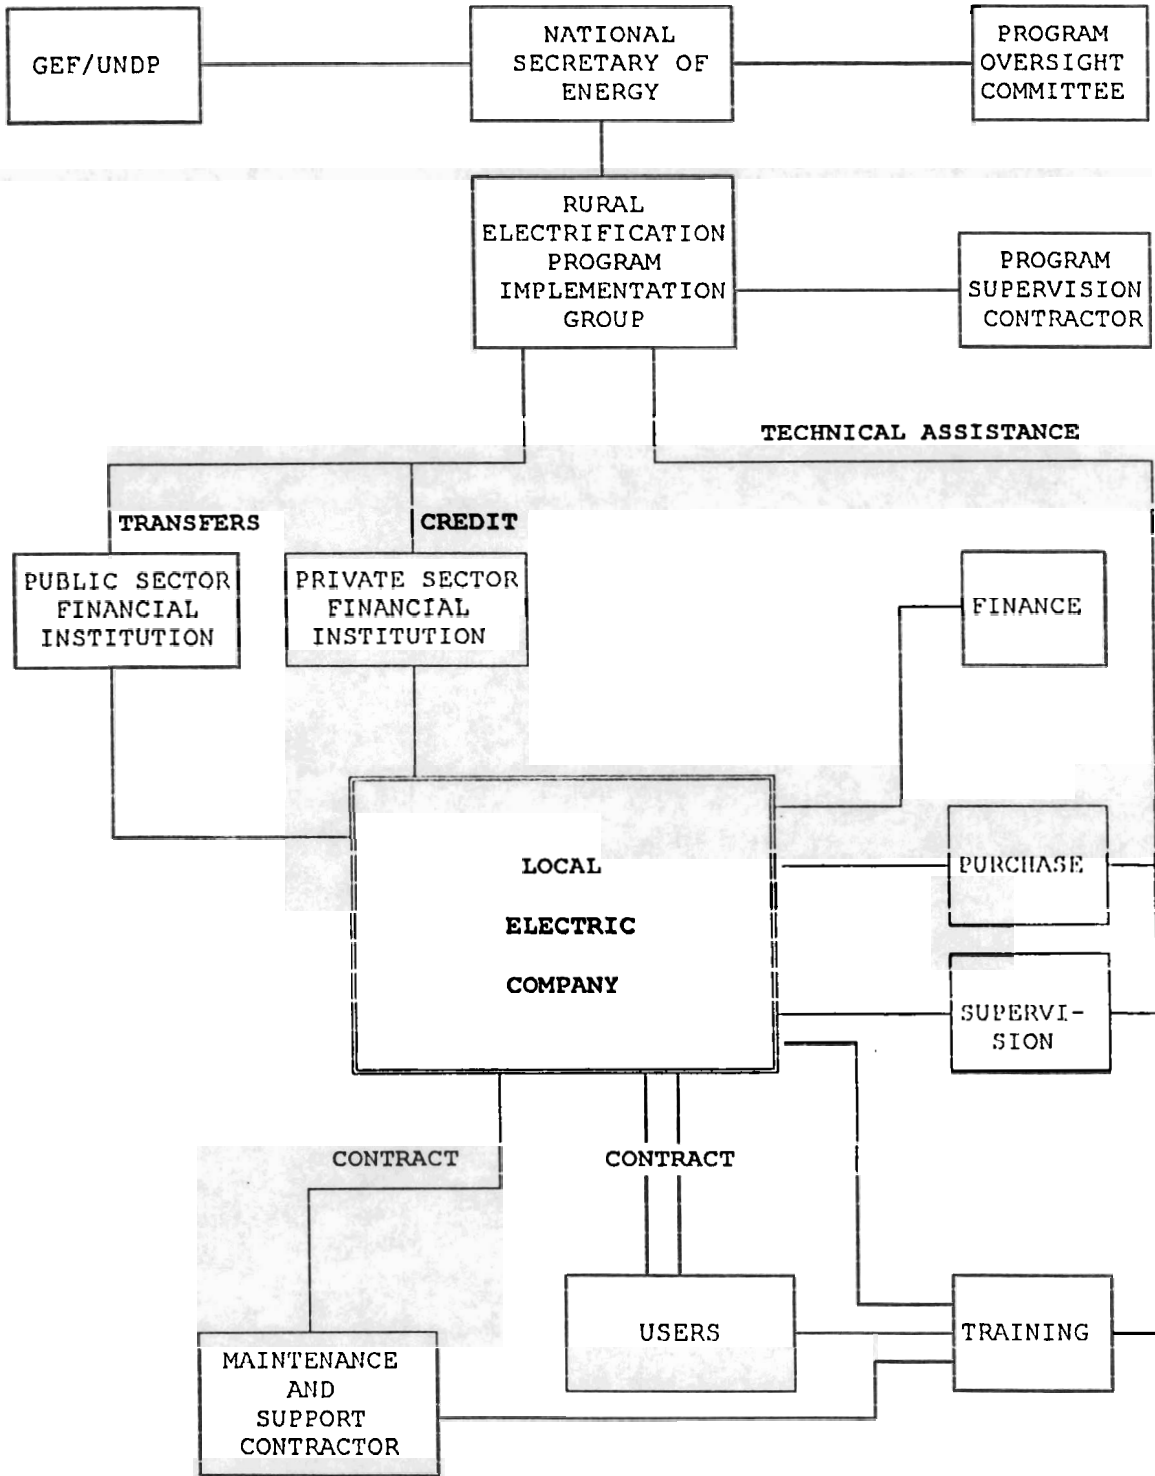 GEF/UNDP
NATIONAL
SECRETARY OF
ENERGY
PROGRAM
OVERSIGHT
COMMITTEE
RURAL
ELECTRIFICATION
PROGRAM
IMPLEMENTATION
GROUP
PROGRAM
SUPERVISION
CONTRACTOR
TECHNICAL ASSISTANCE
TRANSFERS
CREDIT
PUBLIC SECTOR
FINANCIAL
INSTITUTION
PRIVATE SECTOR
FINANCIAL
INSTITUTION
FINANCE
LOCAL
ELECTRIC
COMPANY
PURCHASE
SUPERVI-
SION
CONTRACT
CONTRACT
USERS
TRAINING
MAINTENANCE
AND
SUPPORT
CONTRACTOR